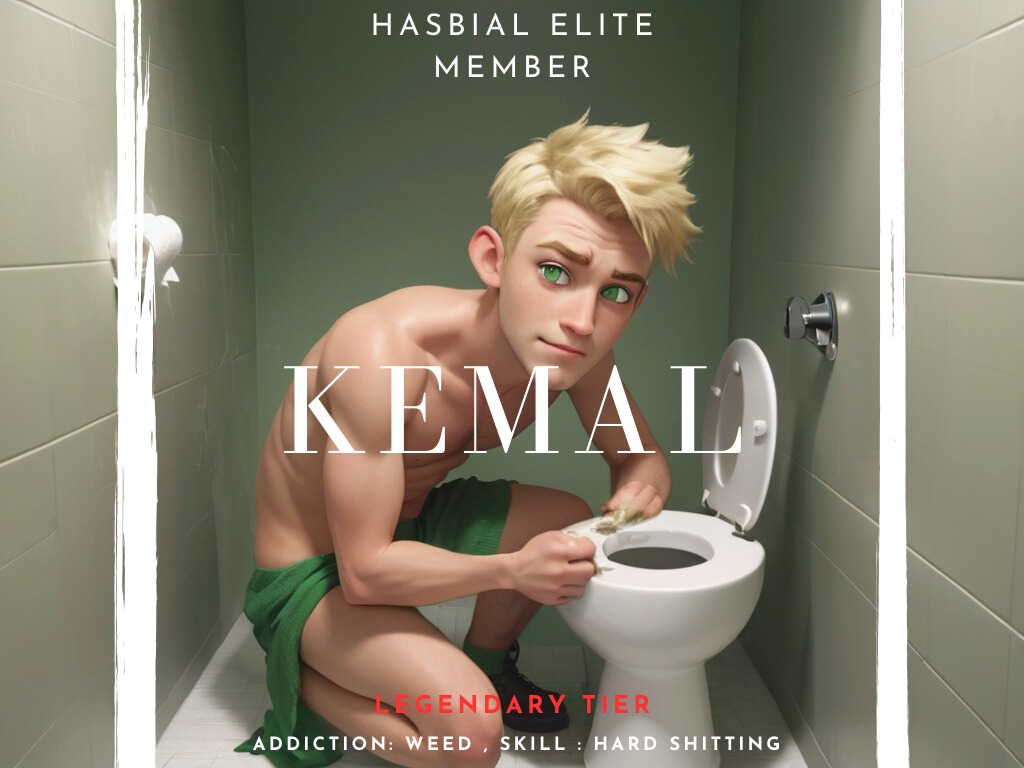 HASBIAL ELITE
MEMBER
KEMAL
LEGENDARY TIER
ADDICTION: WEED , SKILL : HARD SHITTING